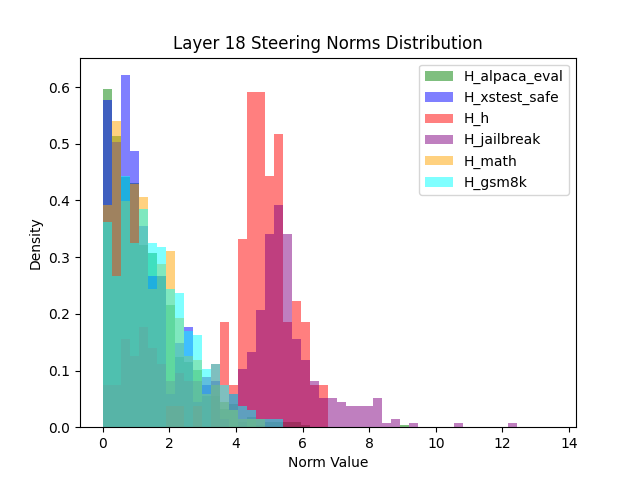 Layer 18 Steering Norms Distribution
H_alpaca_eval
H_xstest_safe
H_h
H_jailbreak
H_math
H_gsm8k
Density
0.6
0.5
0.4
0.3
0.2
0.1
0.0
0 2 4 6 8 10 12 14
Norm Value